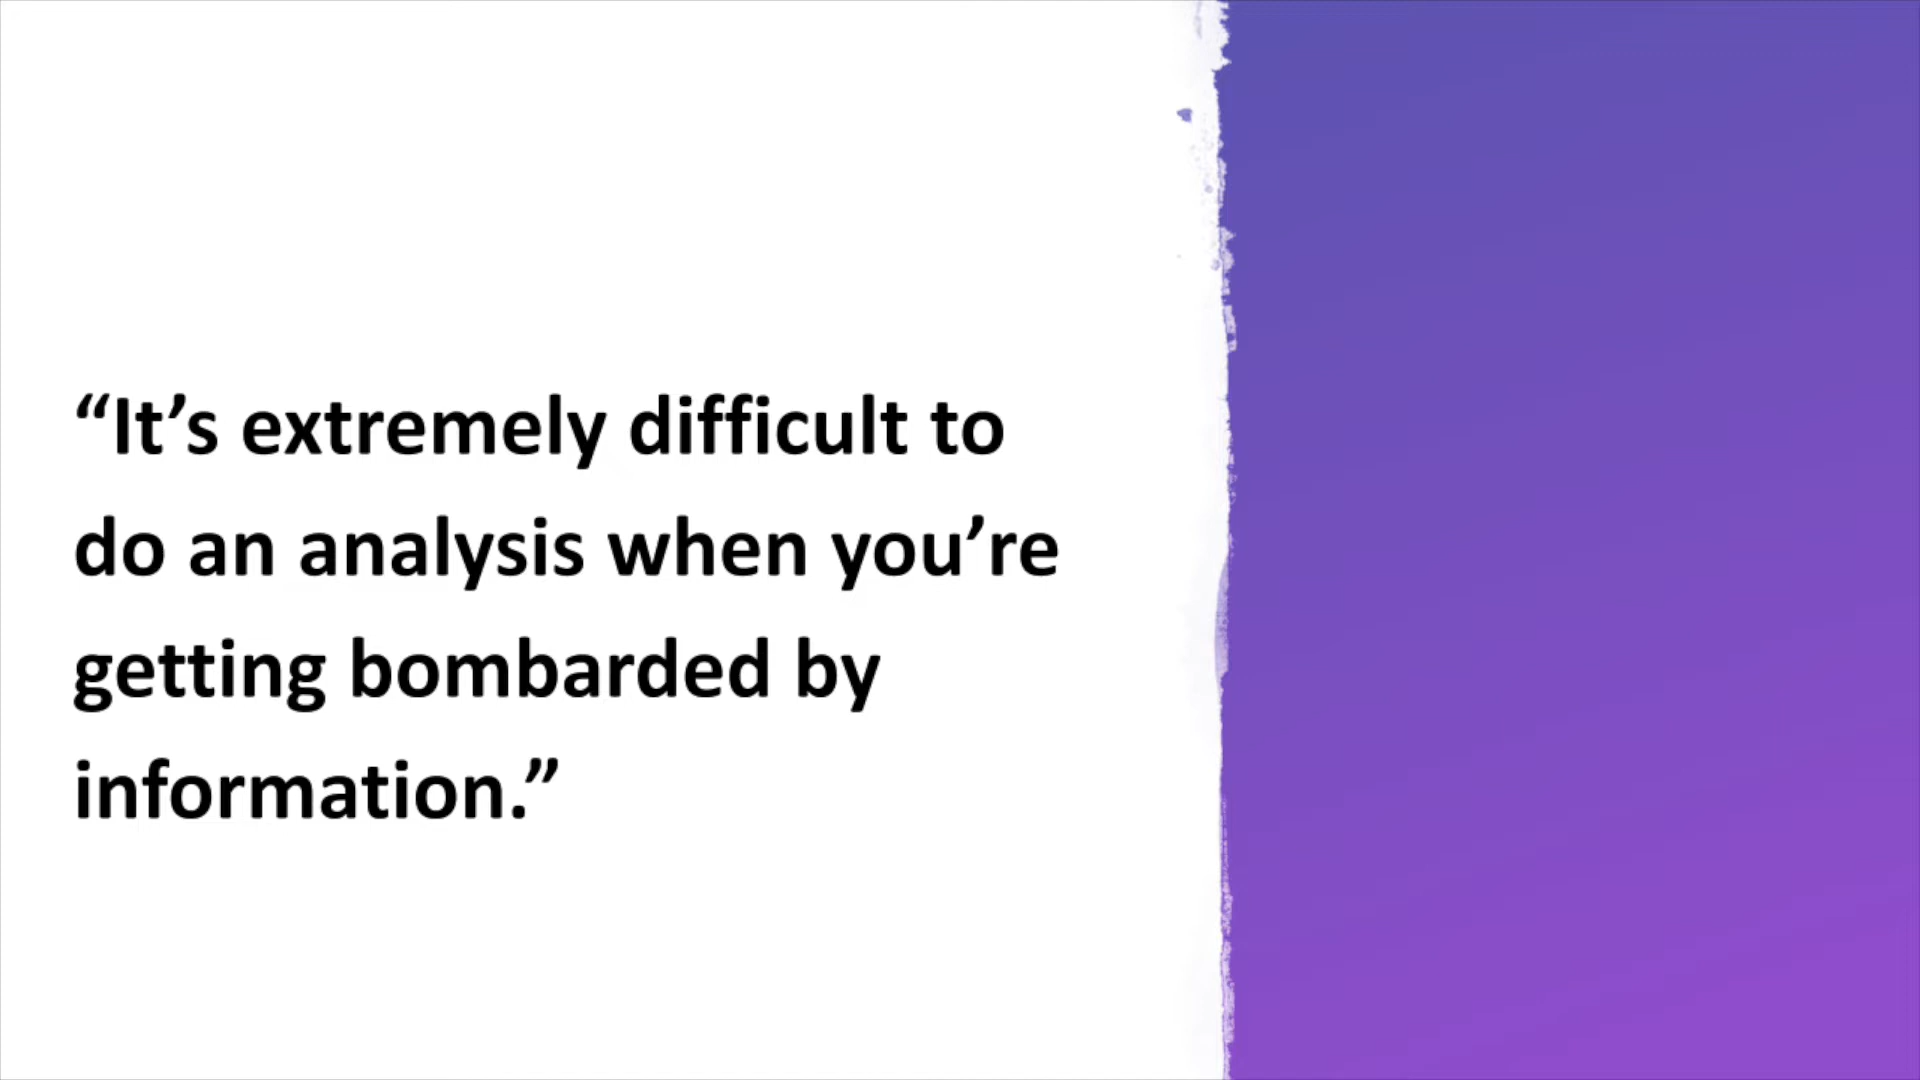 “It’s extremely difficult to
do an analysis when you’re
getting bombarded by
information.”